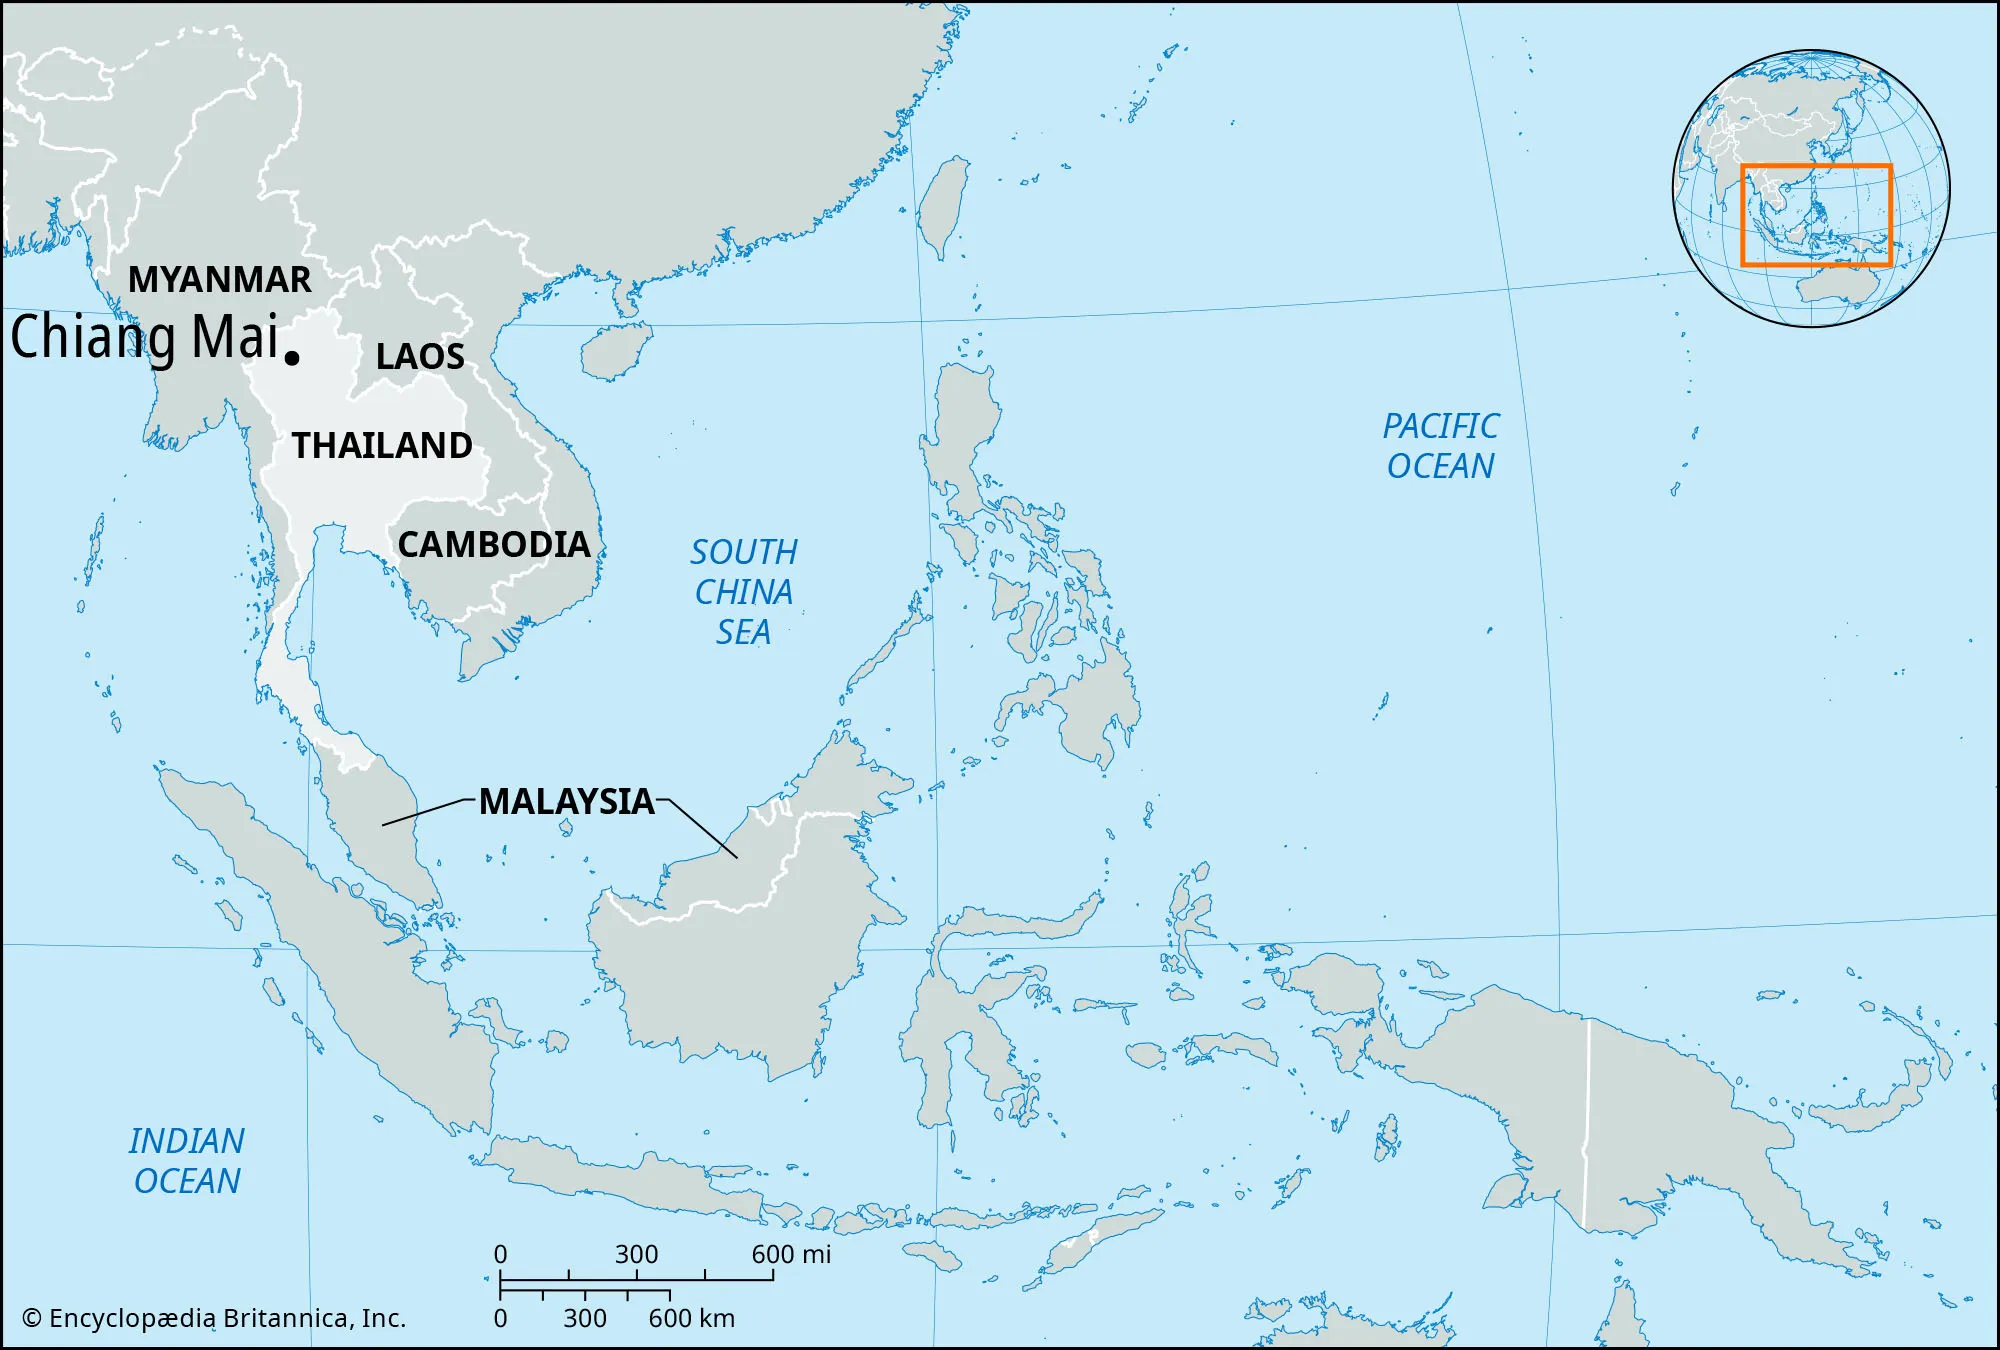 MYANMAR
Chiang Mai
LAOS
THAILAND
CAMBODIA
PACIFIC
OCEAN
SOUTH
CHINA
SEA
MALAYSIA
INDIAN
OCEAN
0 300 600 mi
0 300 600 km
© Encyclopædia Britannica, Inc.